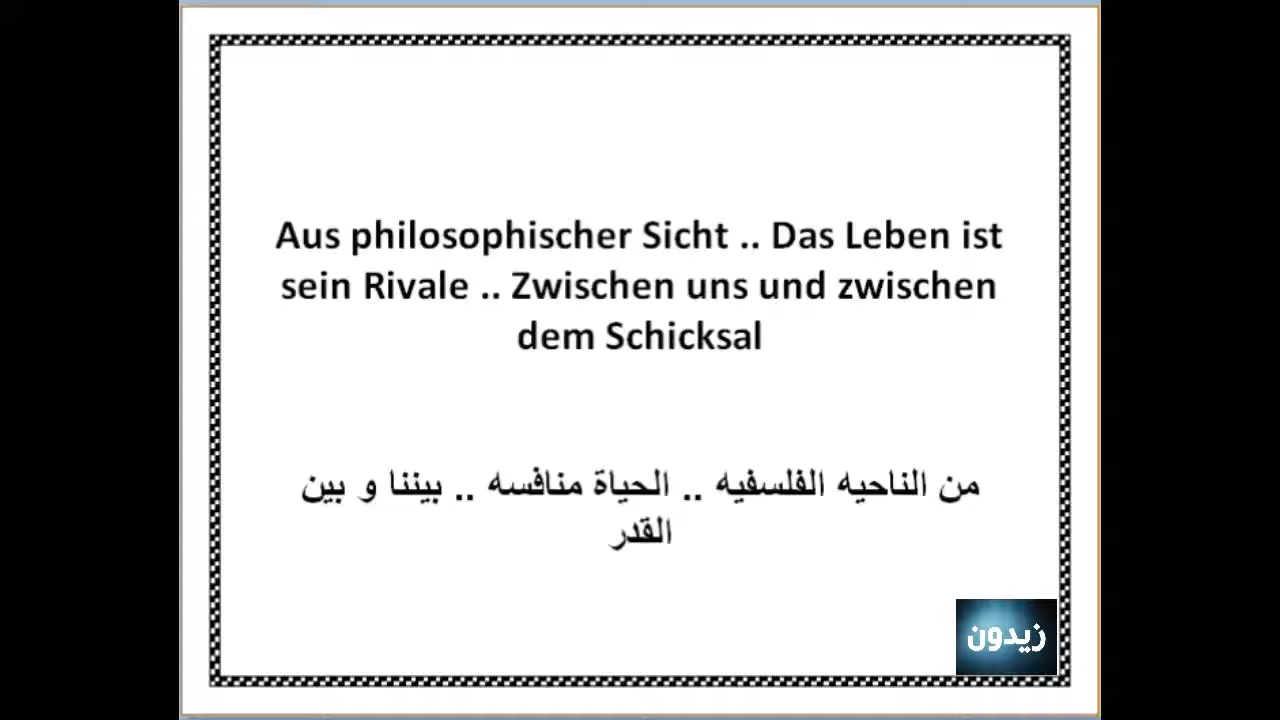 Aus philosophischer Sicht .. Das Leben ist
sein Rivale .. Zwischen uns und zwischen
dem Schicksal
من الناحيه الفلسفيه .. الحياة منافسه .. بيننا و بين
القدر
زيدون